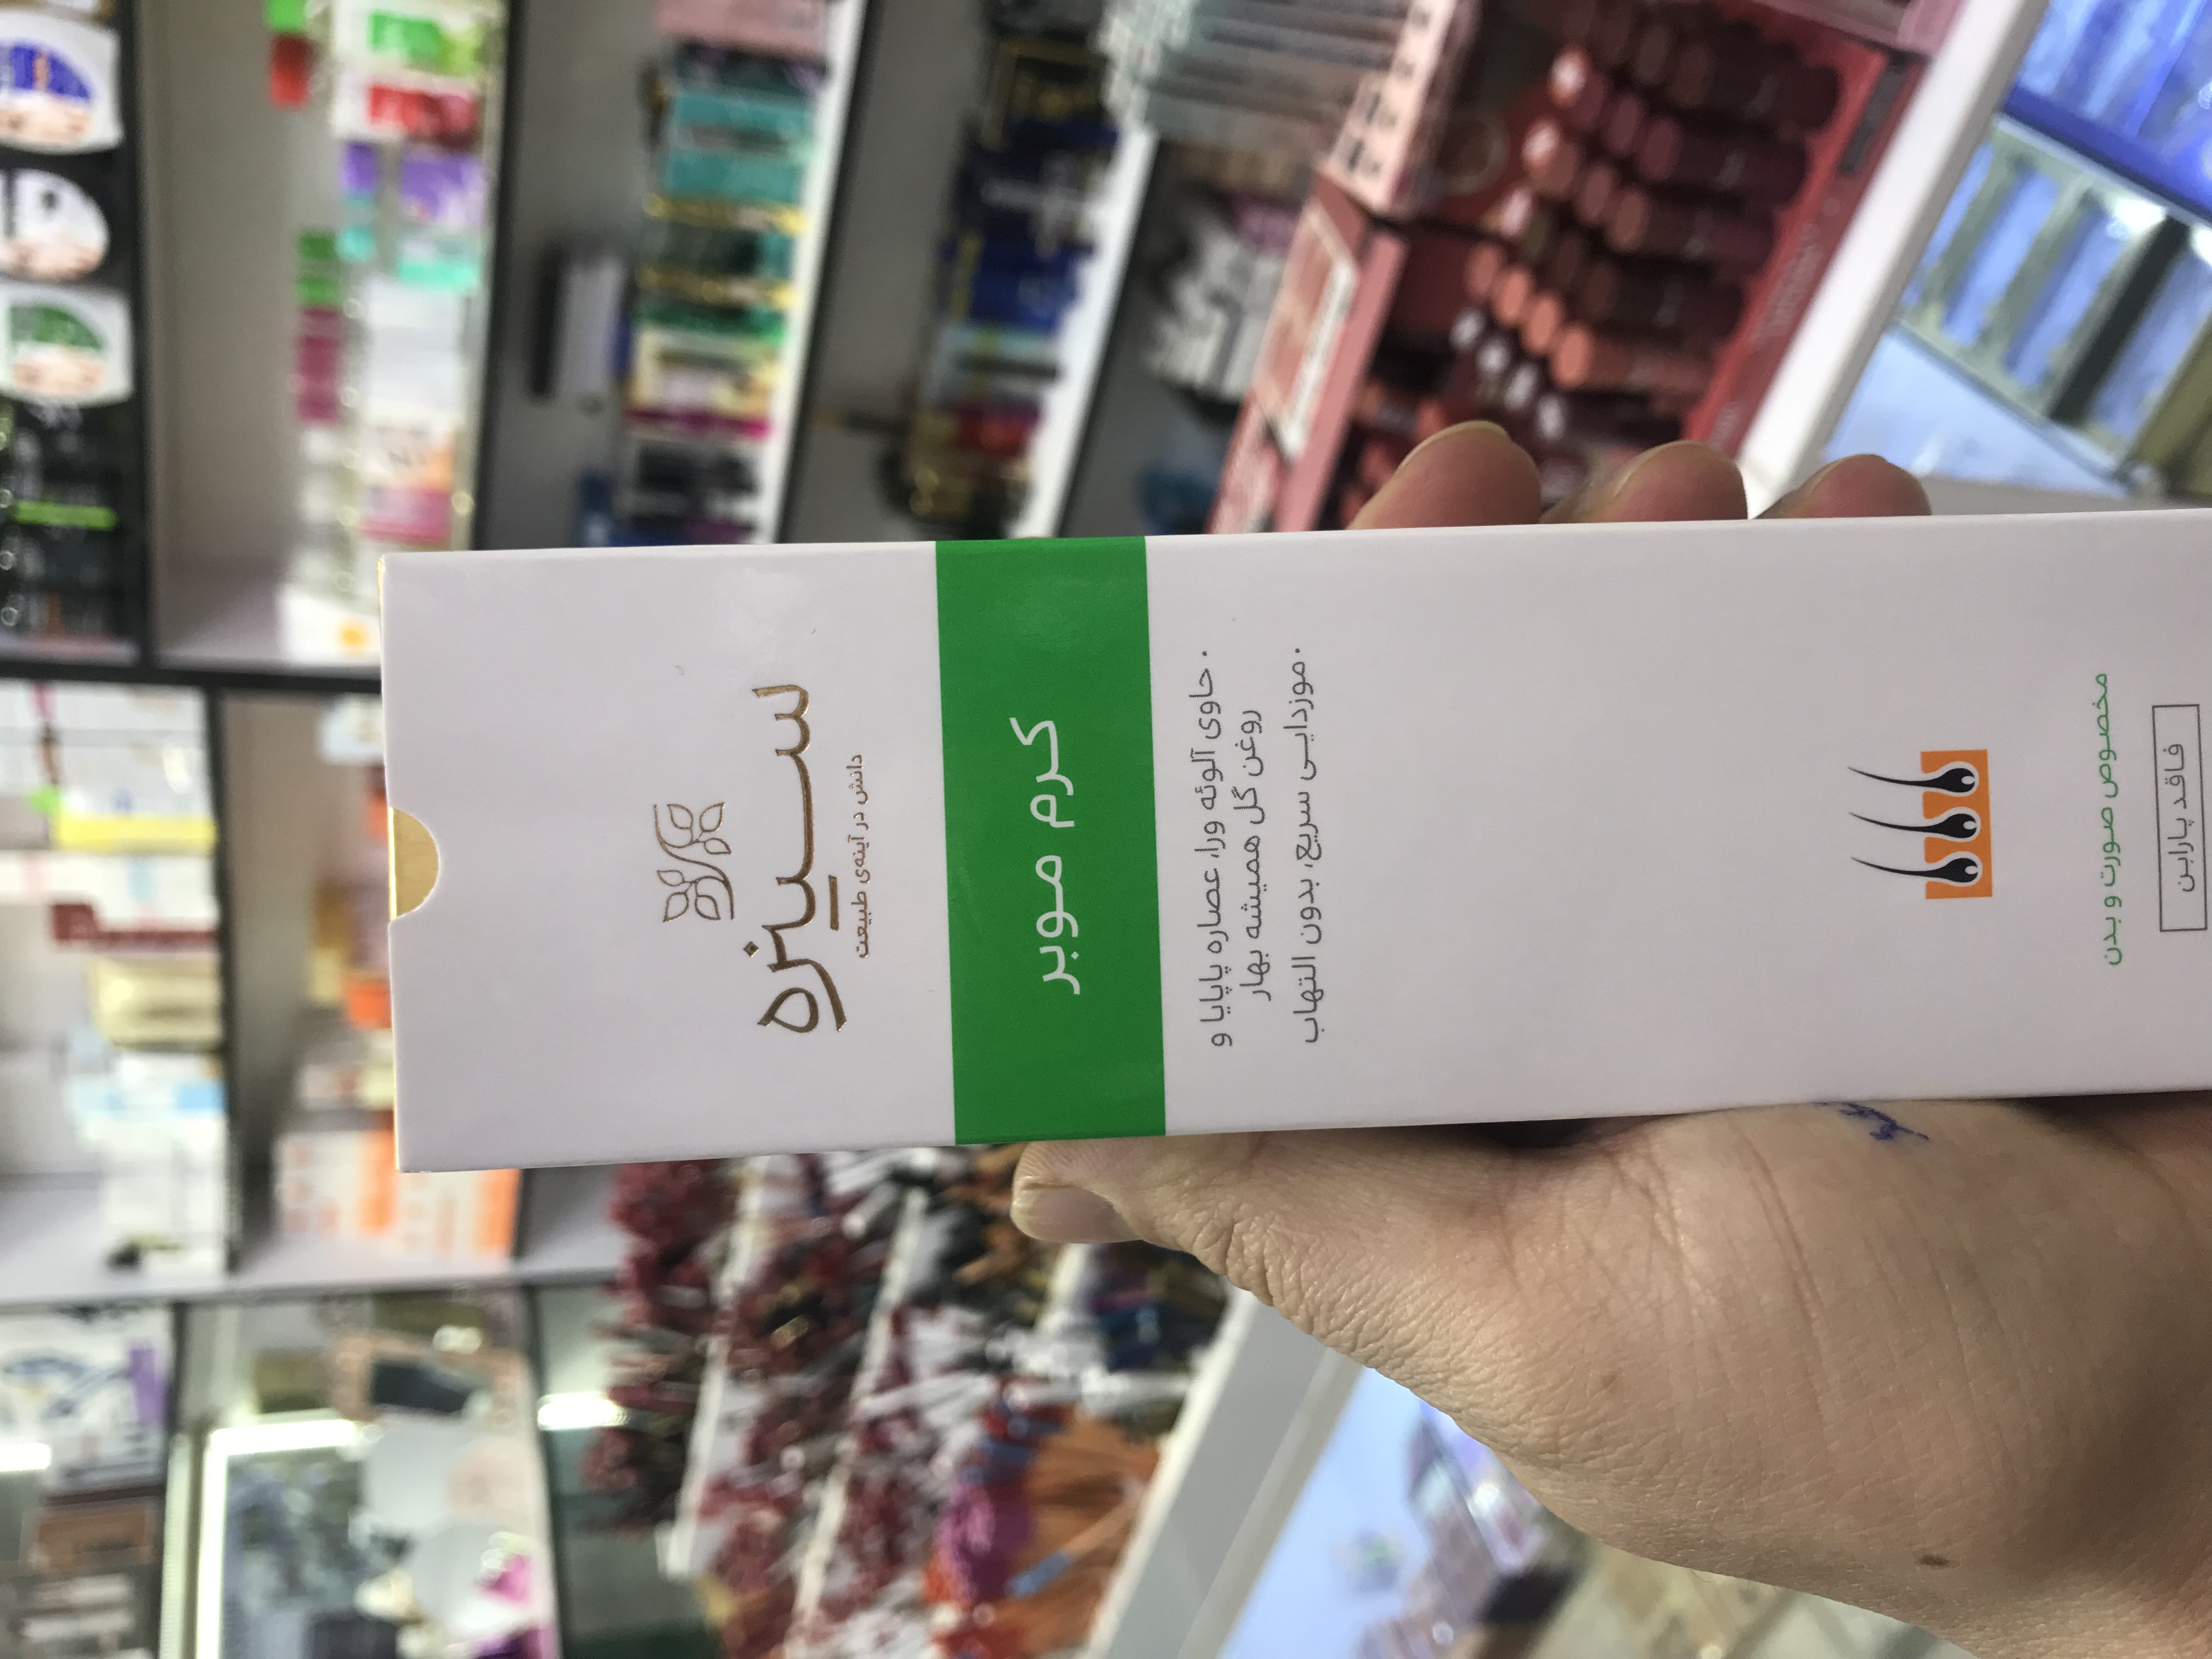 سیزه
دانش در آینه‌ی طبیعت
کرم موبر
• حاوی آلوئه ورا، عصاره پاپایا و
روغن گل همیشه بهار
• موزدایی سریع، بدون التهاب
مخصوص صورت و بدن
فاقد پارابن